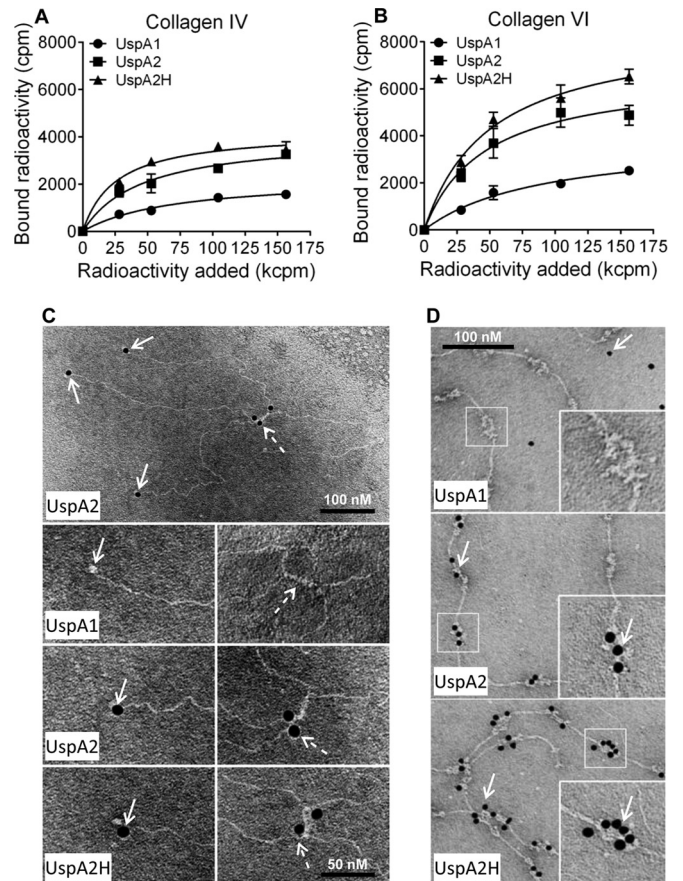 A
Collagen IV
Bound radioactivity (cpm)
8000
6000
4000
2000
0
UspA1
UspA2
UspA2H
0 25 50 75 100 125 150 175
Radioactivity added (kcpm)
B
Collagen VI
Bound radioactivity (cpm)
8000
6000
4000
2000
0
UspA1
UspA2
UspA2H
0 25 50 75 100 125 150 175
Radioactivity added (kcpm)
C
UspA2
100 nM
UspA1
UspA2
UspA2H
50 nM
D
100 nM
UspA1
UspA2
UspA2H